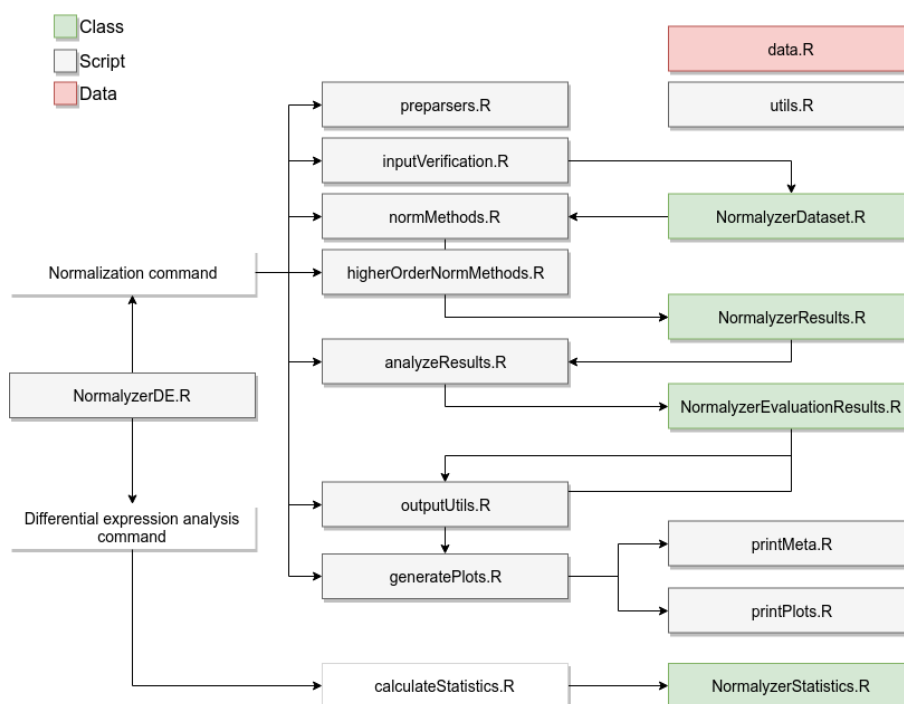 Class
Script
Data
data.R
utils.R
preparsers.R
inputVerification.R
normMethods.R
NormalyzerDataset.R
Normalization command
higherOrderNormMethods.R
NormalyzerResults.R
analyzeResults.R
NormalyzerDE.R
NormalyzerEvaluationResults.R
outputUtils.R
Differential expression analysis
command
printMeta.R
generatePlots.R
printPlots.R
calculateStatistics.R
NormalyzerStatistics.R